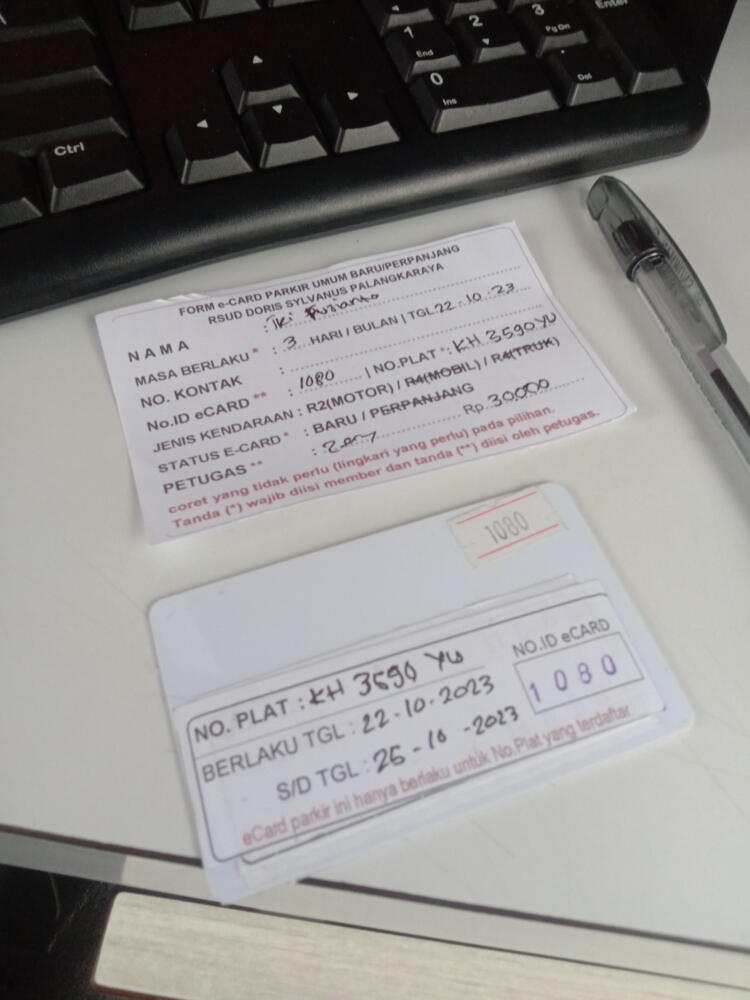 Enter
1
End
2
3
Pg Dn
0
Ins
.
Del
Ctrl
FORM e-CARD PARKIR UMUM BARU/PERPANJANG
RSUD DORIS SYLVANUS PALANGKARAYA
NAMA :
MASA BERLAKU * : 3 HARI / BULAN | TGL 22 - 10 : 23
NO. KONTAK :
No.ID eCARD ** : 1080 | NO.PLAT * : KH 3590 YU
JENIS KENDARAAN : R2(MOTOR) / R4(MOBIL) / R4(TRUK)
STATUS E-CARD * : BARU / PERPANJANG
PETUGAS ** : Rp. 30000
coret yang tidak perlu (lingkari yang perlu) pada pilihan.
Tanda (*) wajib diisi member dan tanda (**) diisi oleh petugas.
1080
NO. PLAT : KH 3590 YU
NO.ID eCARD
1080
BERLAKU TGL : 22-10-2023
S/D TGL : 25-10-2023
eCard parkir ini hanya berlaku untuk No.Plat yang terdaftar